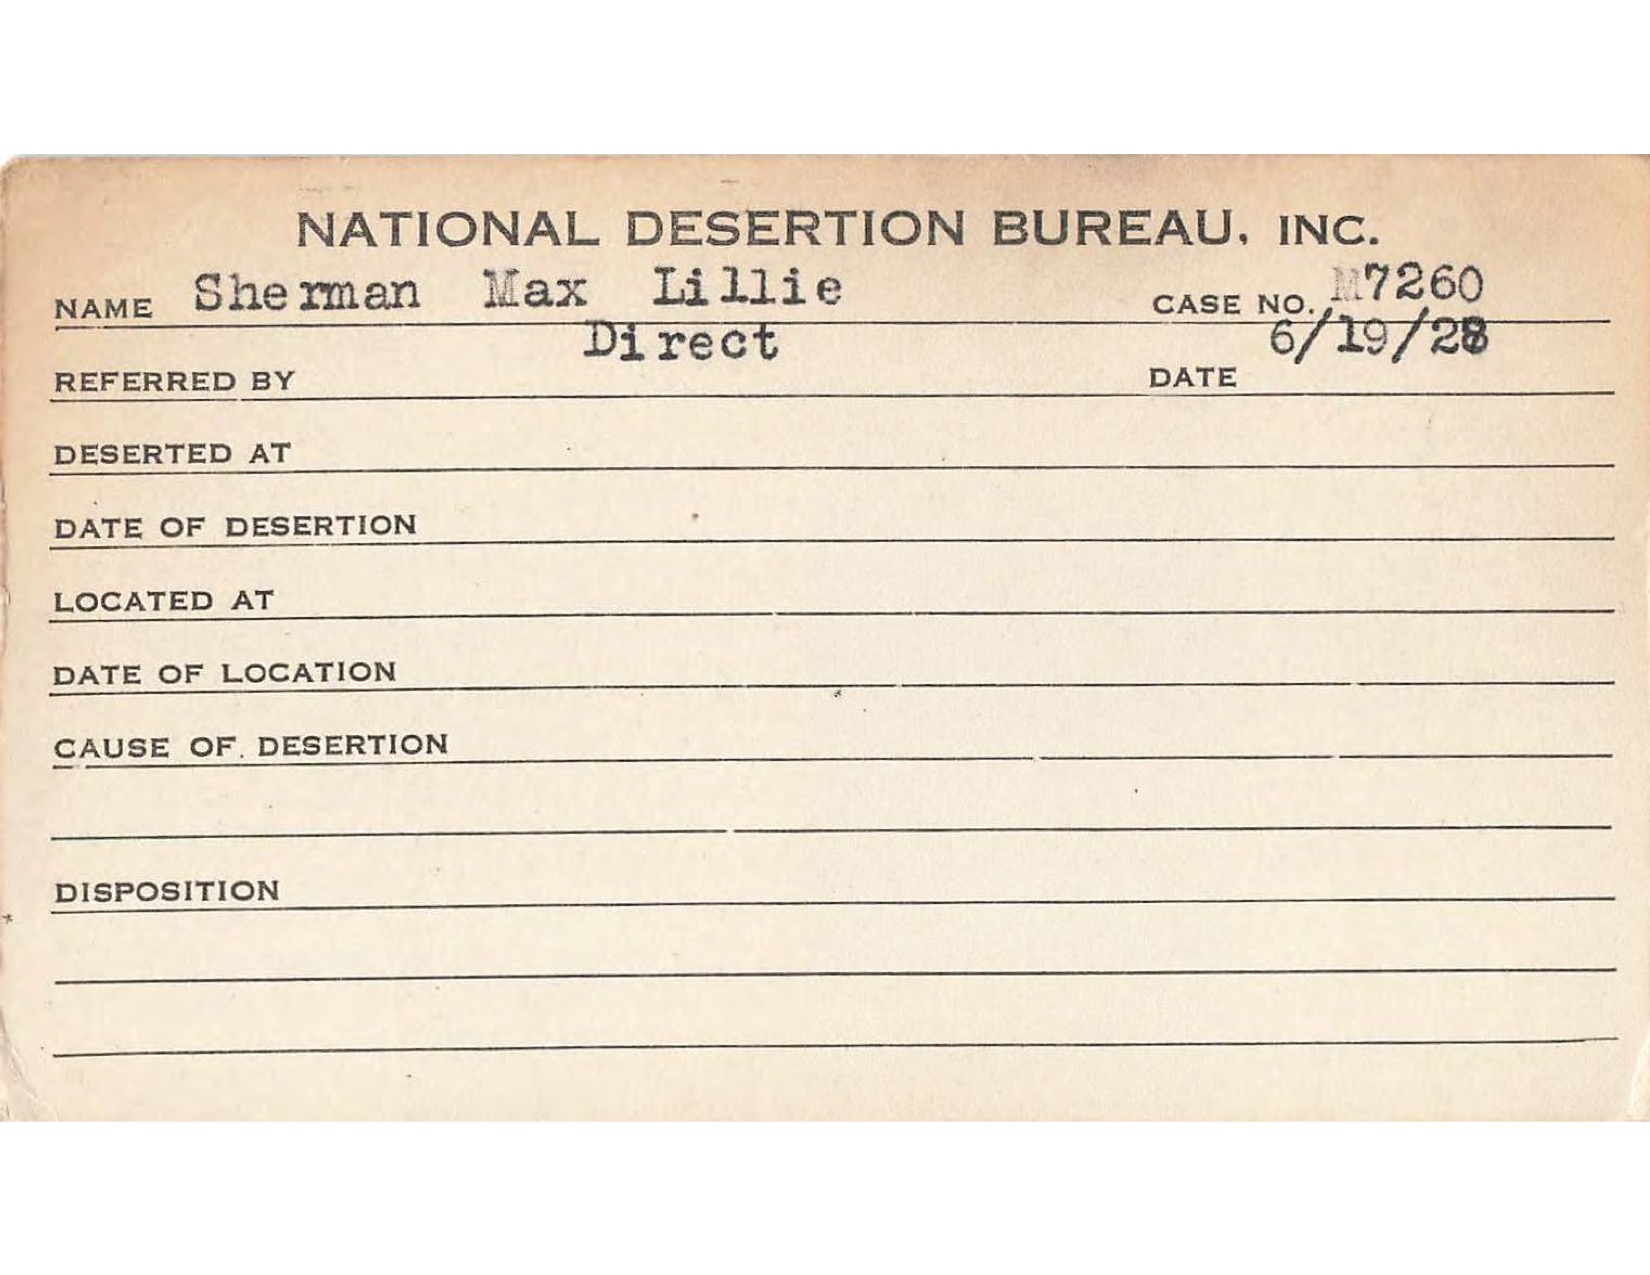 NATIONAL DESERTION BUREAU, INC.
NAME Sherman Max Lillie CASE NO. M7260
REFERRED BY Direct DATE 6/19/28
DESERTED AT
DATE OF DESERTION
LOCATED AT
DATE OF LOCATION
CAUSE OF DESERTION
DISPOSITION